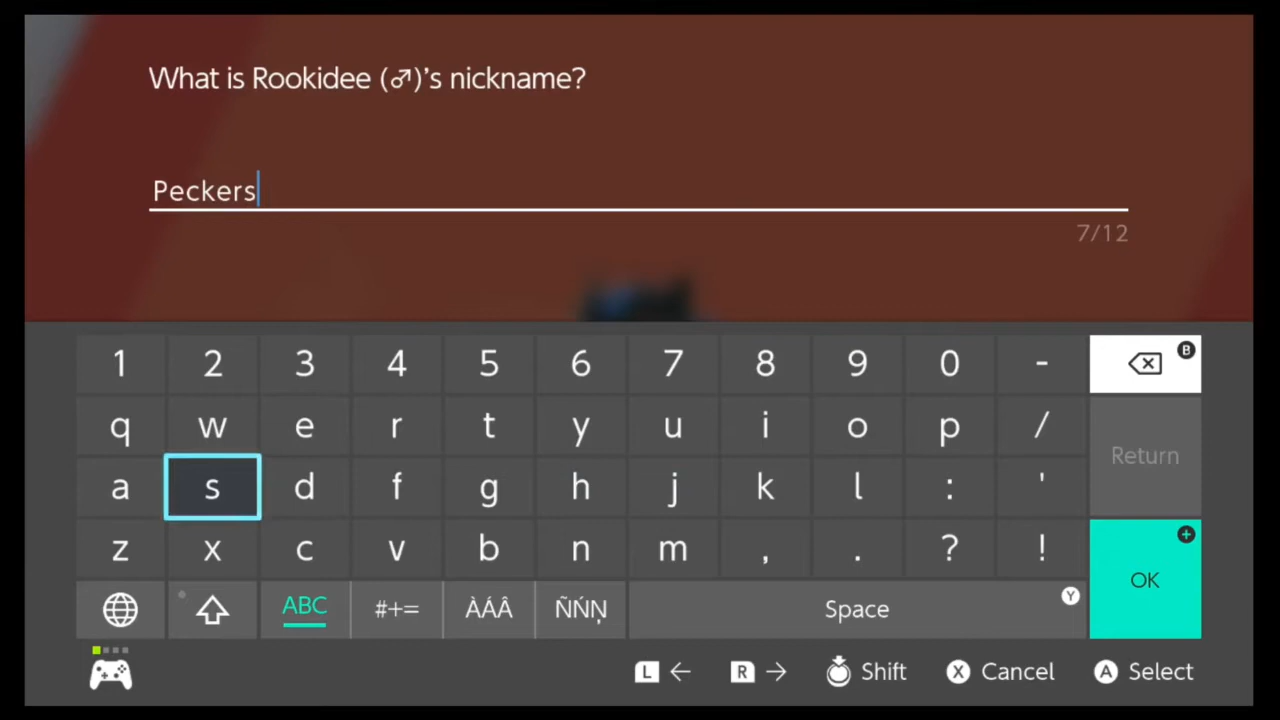 What is Rookidee (♂)'s nickname?
Peckers
7/12
1 2 3 4 5 6 7 8 9 0 - B
q w e r t y u i o p / Return
a s d f g h j k l : '
z x c v b n m , . ? ! + OK
ABC #+= ÀÁÂ ÑŃŅ Space Y
L ← R → Shift X Cancel A Select